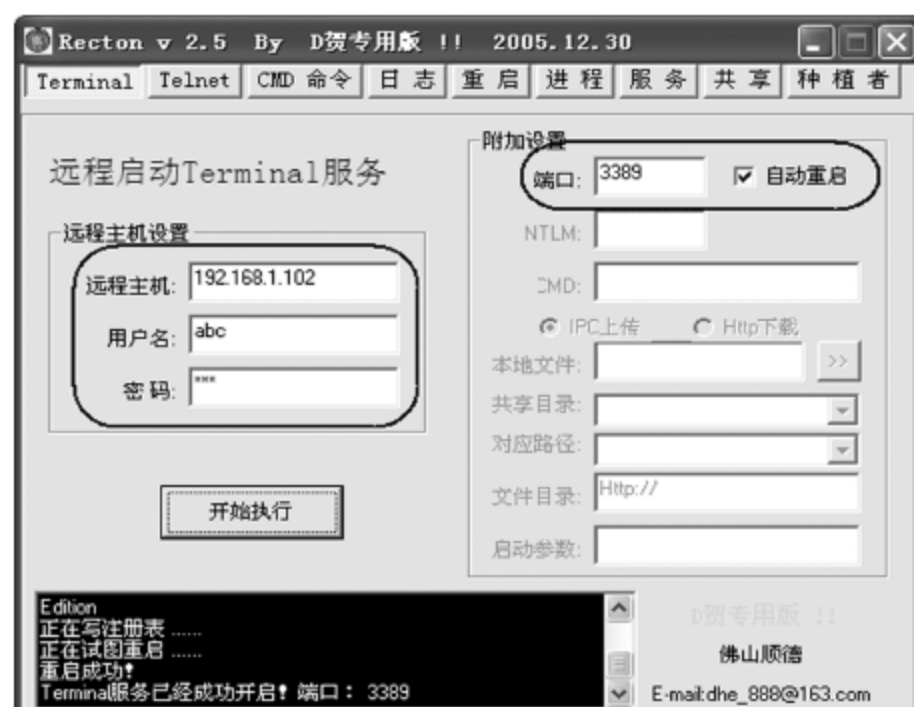 Recton v 2.5 By D贺专用版 !! 2005.12.30
Terminal Telnet CMD 命令 日志 重启 进程 服务 共享 种植者
远程启动Terminal服务
远程主机设置
远程主机: 192.168.1.102
用户名: abc
密码: ***
开始执行
附加设置
端口: 3389 自动重启
NTLM:
CMD:
IPC上传 Http下载
本地文件: >>
共享目录:
对应路径:
文件目录: Http://
启动参数:
Edition
正在写注册表 ......
正在试图重启 ......
重启成功!
Terminal服务已经成功开启! 端口: 3389
D贺专用版 !!
佛山顺德
E-mail:dhe_888@163.com